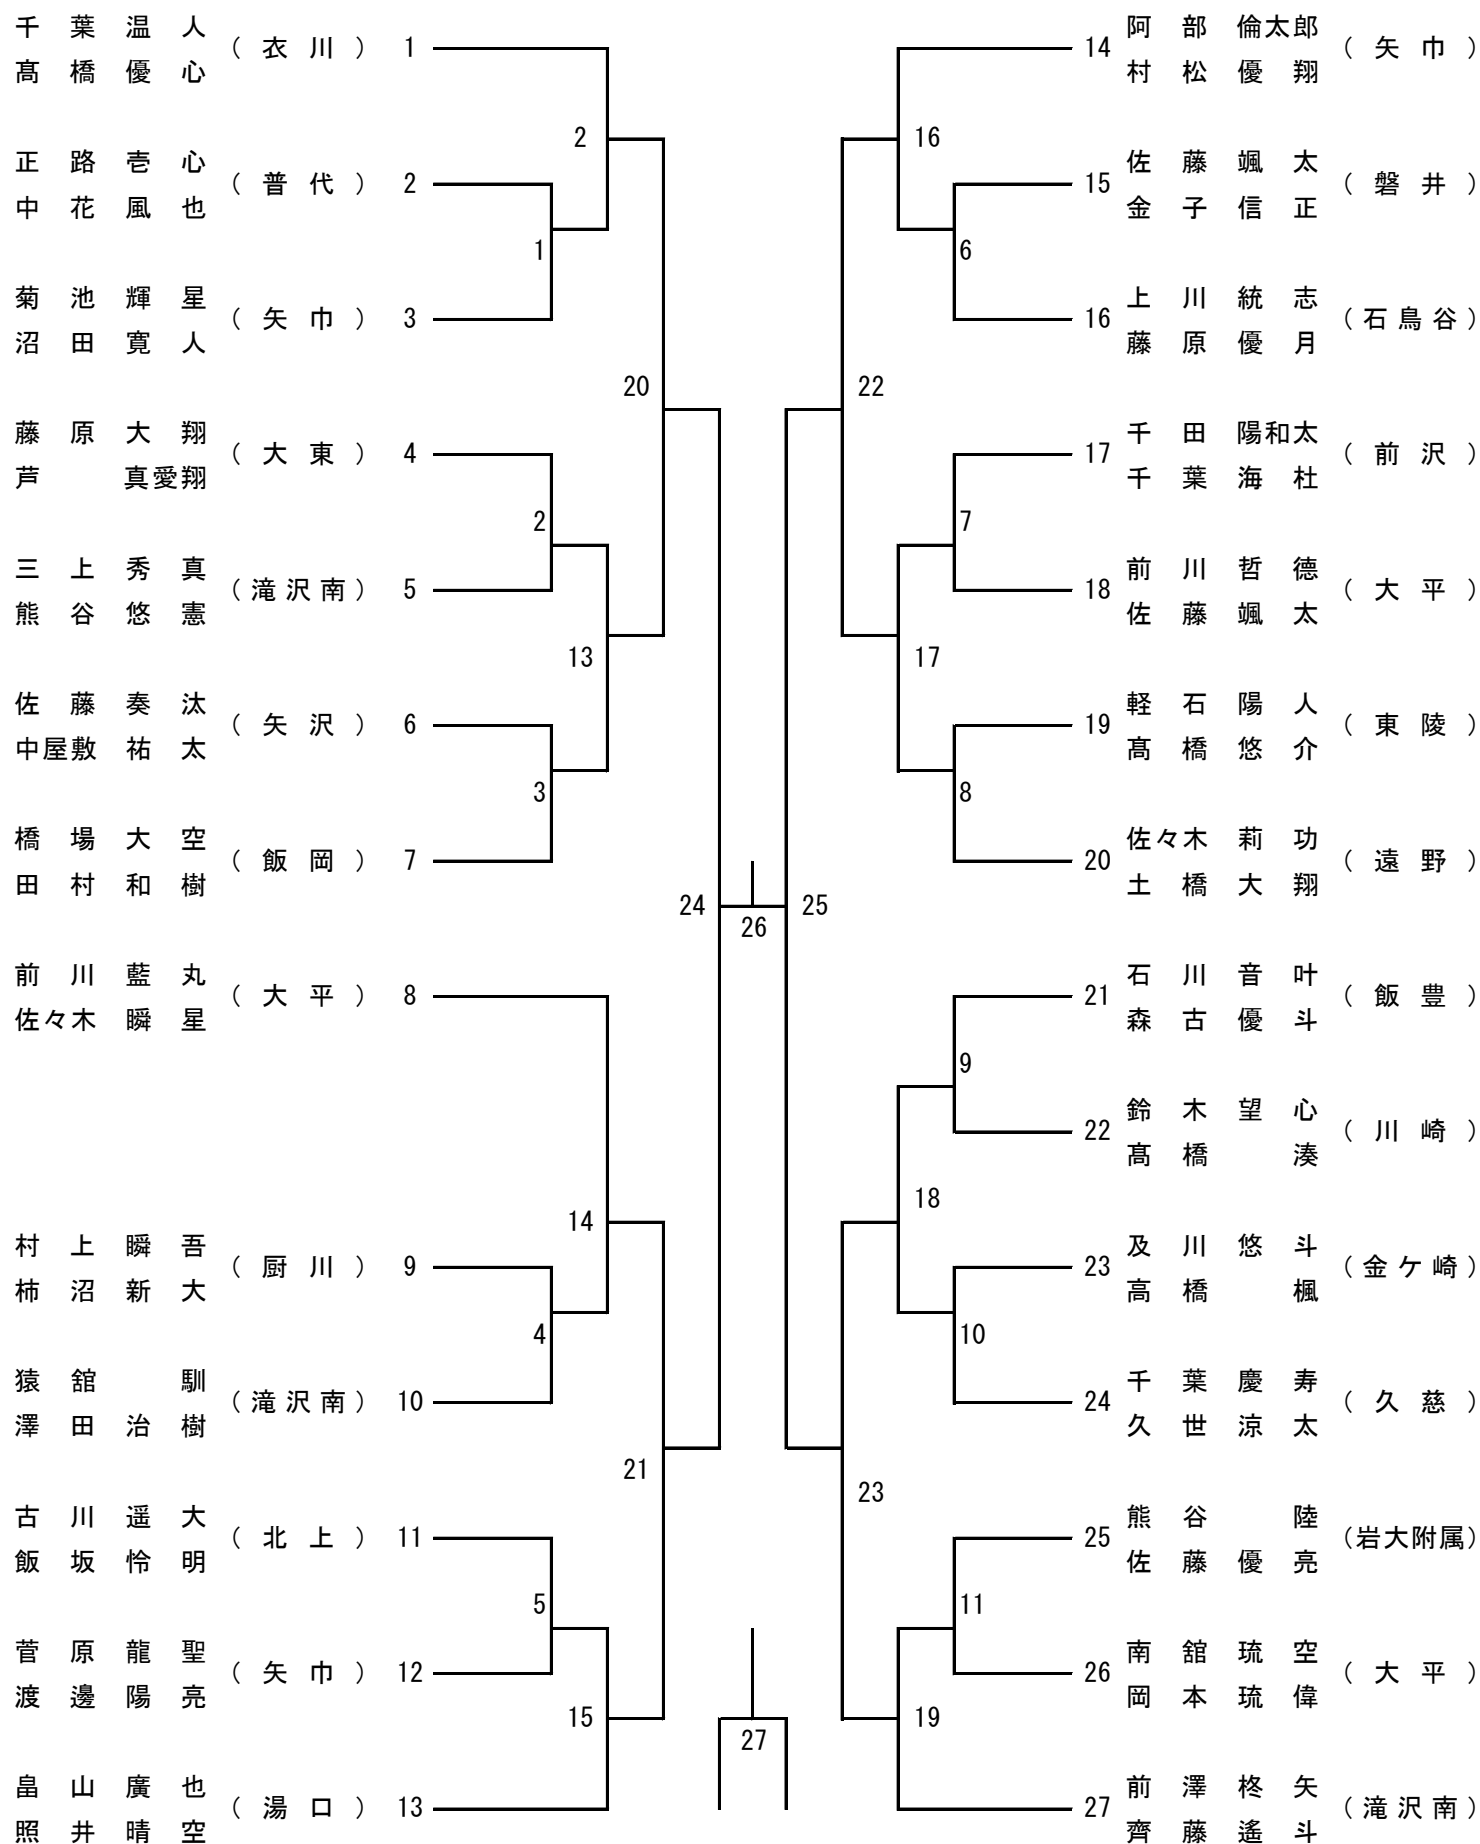 千葉温人
髙橋優心
(衣川) 1
正路壱心
中花風也
(普代) 2
菊池輝星
沼田寛人
(矢巾) 3
藤原大翔
芦真愛翔
(大東) 4
三上秀真
熊谷悠憲
(滝沢南) 5
佐藤奏汰
中屋敷祐太
(矢沢) 6
橋場大空
田村和樹
(飯岡) 7
前川藍丸
佐々木瞬星
(大平) 8
村上瞬吾
柿沼新大
(厨川) 9
猿舘馴
澤田治樹
(滝沢南) 10
古川遥大
飯坂怜明
(北上) 11
菅原龍聖
渡邊陽亮
(矢巾) 12
畠山廣也
照井晴空
(湯口) 13
2
1
20
2
13
3
24
14
4
21
5
15
26
27
16
6
22
7
17
8
25
9
18
10
23
11
19
14 阿部倫太郎
村松優翔
(矢巾)
15 佐藤颯太
金子信正
(磐井)
16 上川統志
藤原優月
(石鳥谷)
17 千田陽和太
千葉海杜
(前沢)
18 前川哲徳
佐藤颯太
(大平)
19 軽石陽人
髙橋悠介
(東陵)
20 佐々木莉功
土橋大翔
(遠野)
21 石川音叶
森古優斗
(飯豊)
22 鈴木望心
髙橋湊
(川崎)
23 及川悠斗
高橋楓
(金ケ崎)
24 千葉慶寿
久世涼太
(久慈)
25 熊谷陸
佐藤優亮
(岩大附属)
26 南舘琉空
岡本琉偉
(大平)
27 前澤柊矢
齊藤遙斗
(滝沢南)